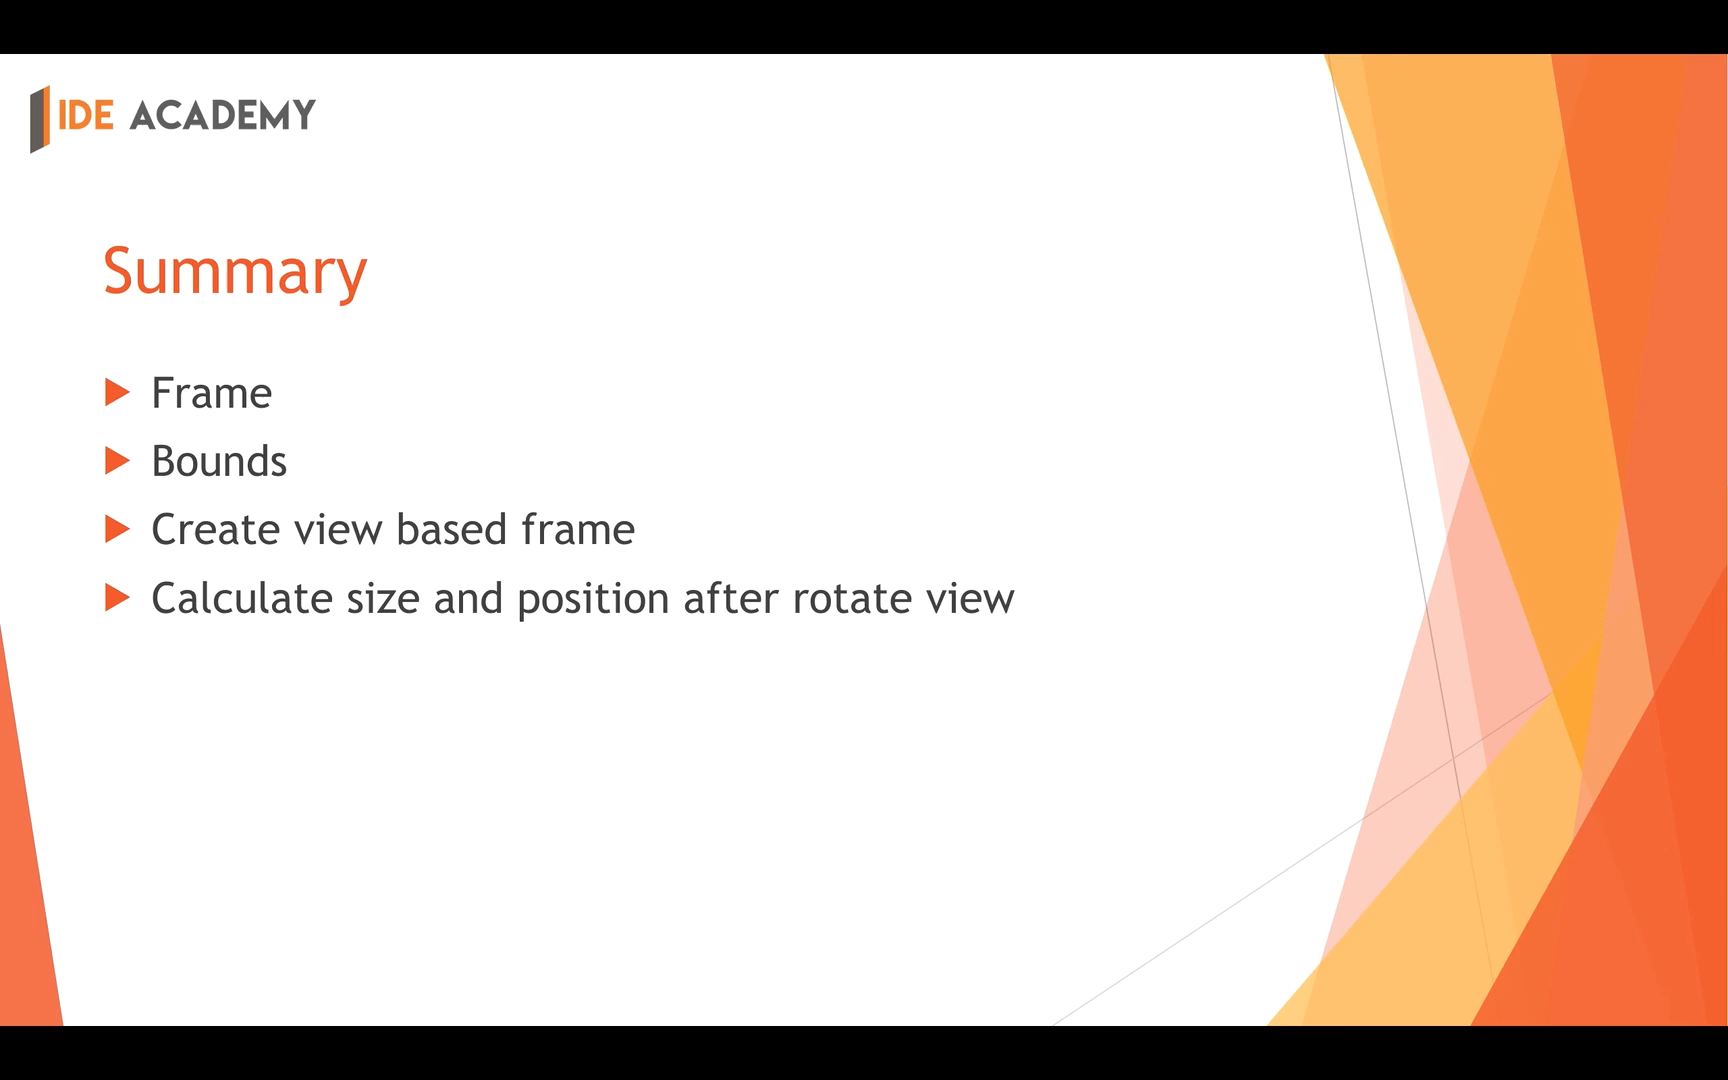 IDE ACADEMY
Summary
Frame
Bounds
Create view based frame
Calculate size and position after rotate view